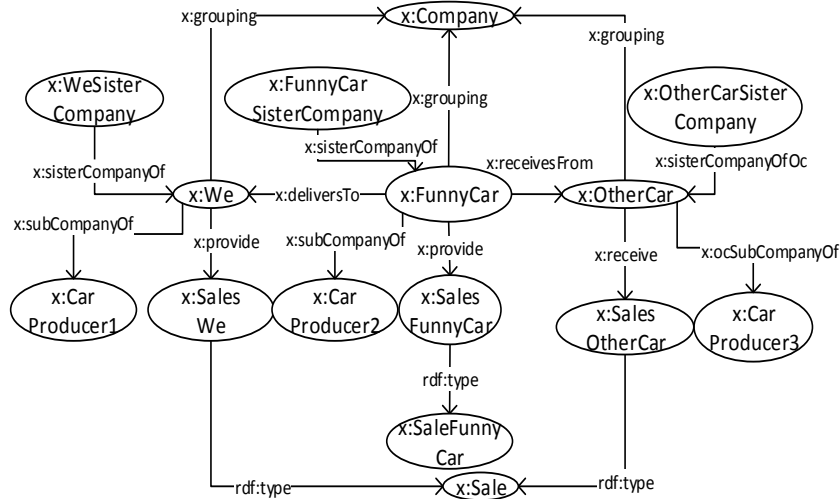 x:grouping
x:Company
x:grouping
x:WeSister
Company
x:FunnyCar
SisterCompany
x:grouping
x:OtherCarSister
Company
x:sisterCompanyOf
x:sisterCompanyOf
x:receivesFrom
x:sisterCompanyOfOc
x:We
x:deliversTo
x:FunnyCar
x:OtherCar
x:subCompanyOf
x:provide
x:subCompanyOf
x:provide
x:receive
x:ocSubCompanyOf
x:Car
Producer1
x:Sales
We
x:Car
Producer2
x:Sales
FunnyCar
x:Sales
OtherCar
x:Car
Producer3
rdf:type
x:SaleFunny
Car
rdf:type
x:Sale
rdf:type